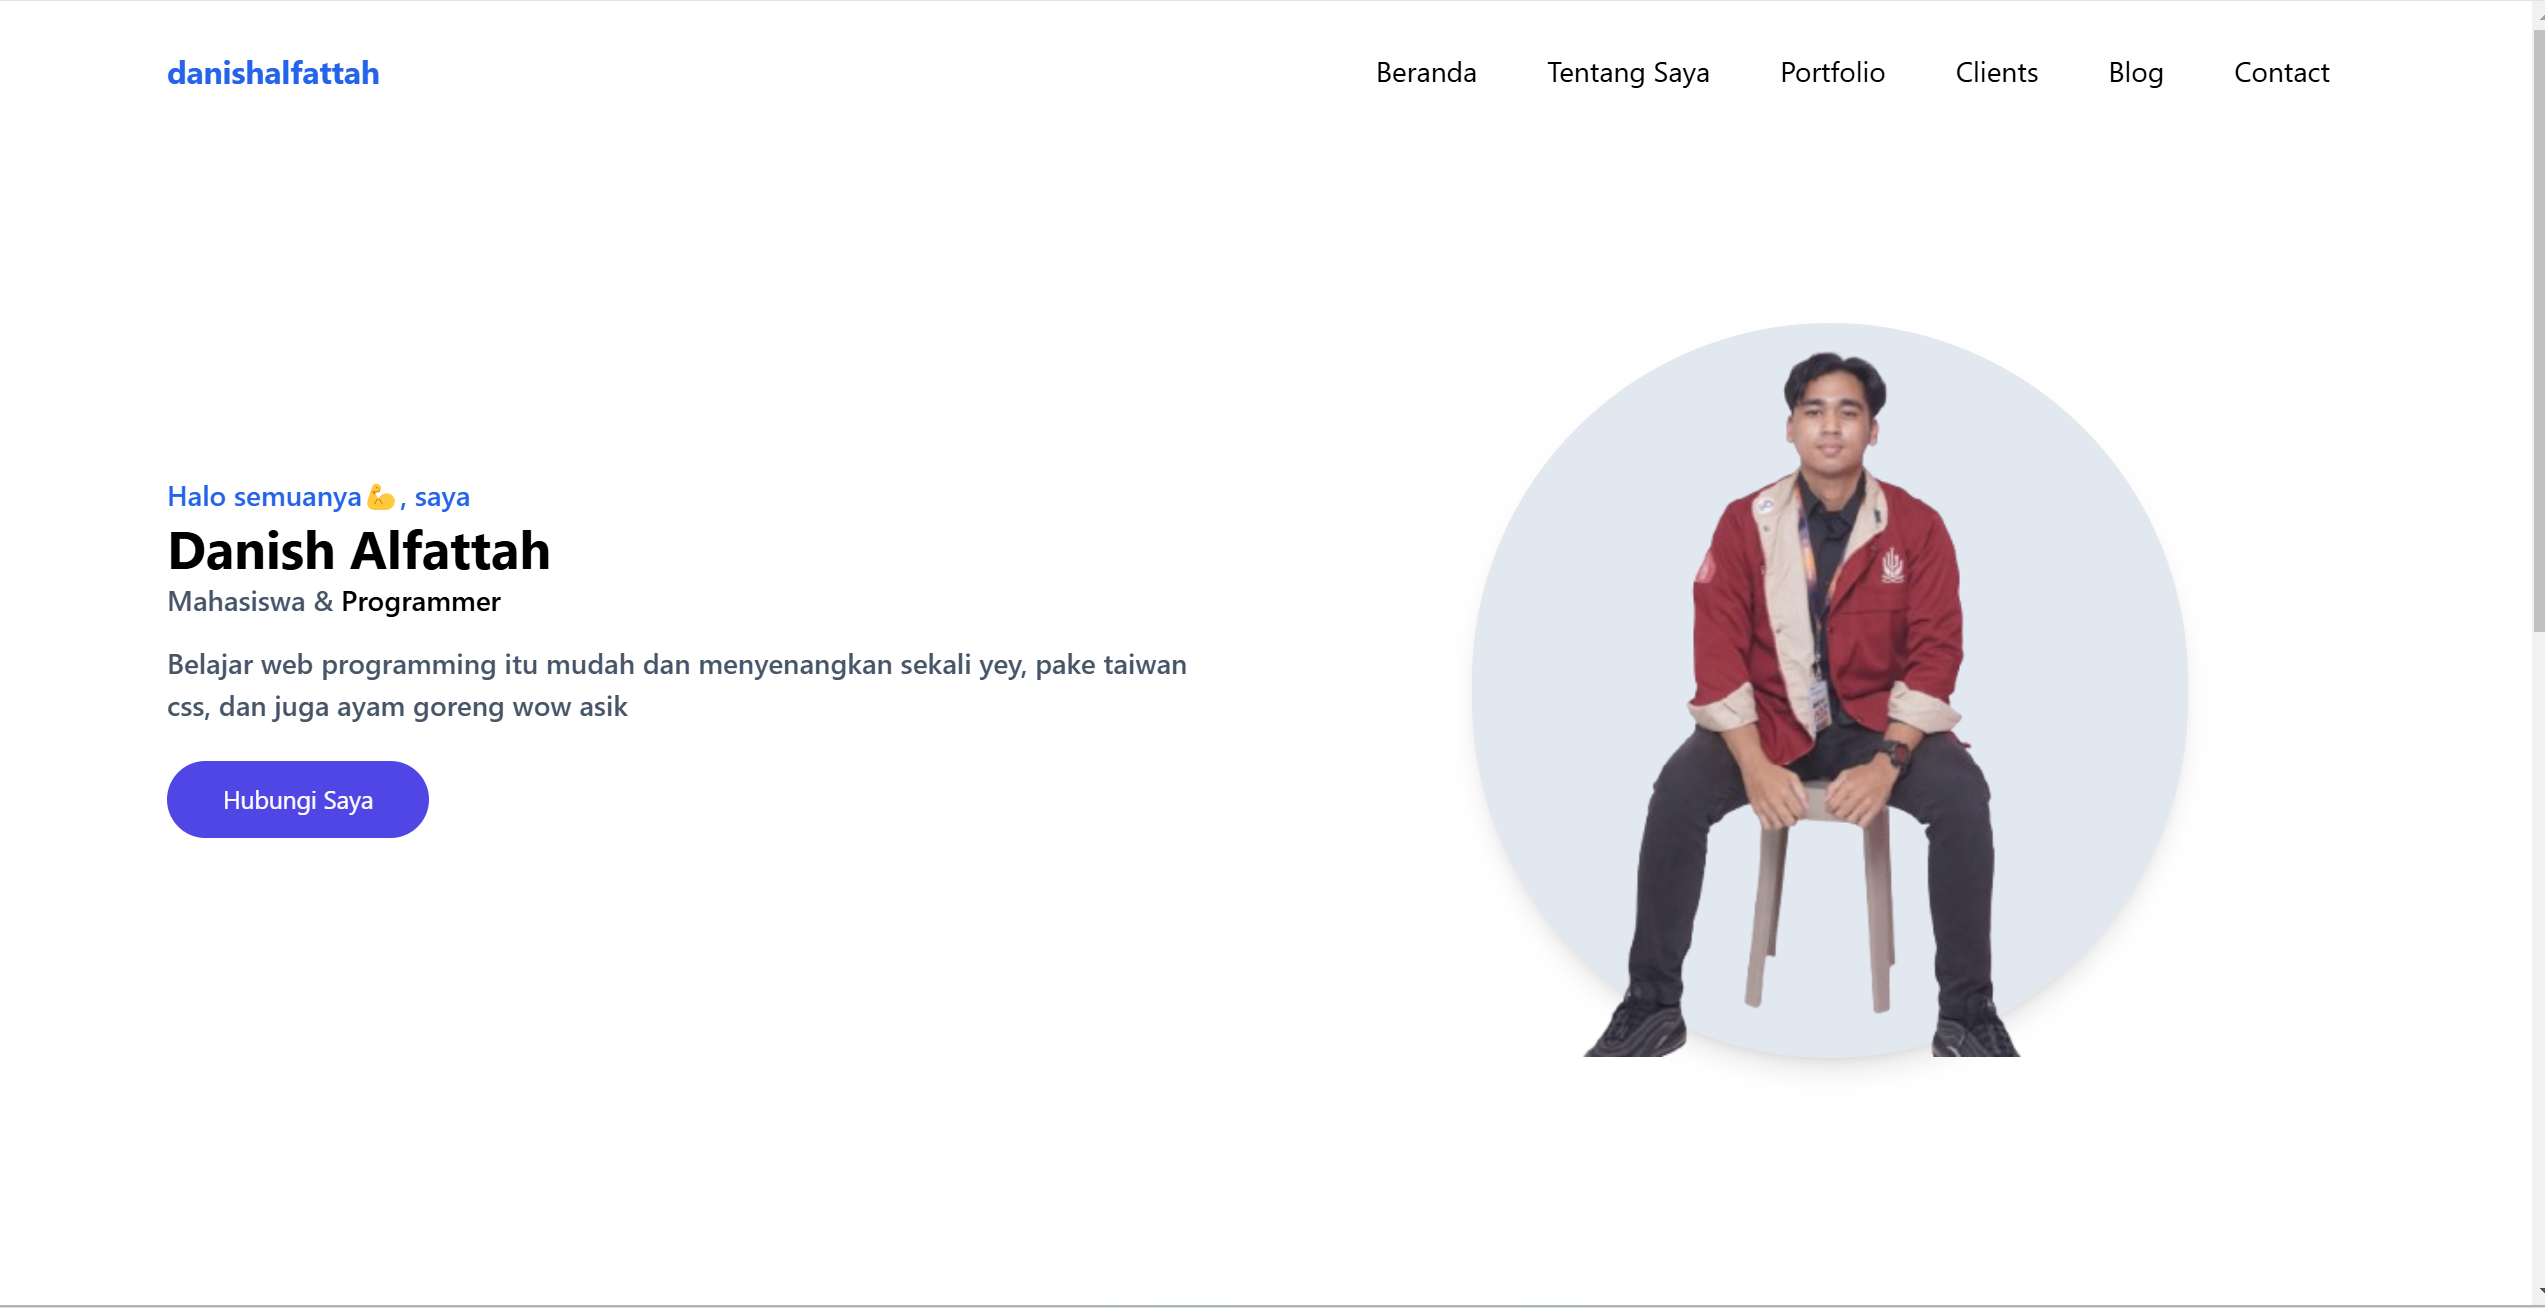 danishalfattah
Beranda Tentang Saya Portfolio Clients Blog Contact
Halo semuanya💪, saya
Danish Alfattah
Mahasiswa & Programmer
Belajar web programming itu mudah dan menyenangkan sekali yey, pake taiwan
css, dan juga ayam goreng wow asik
Hubungi Saya